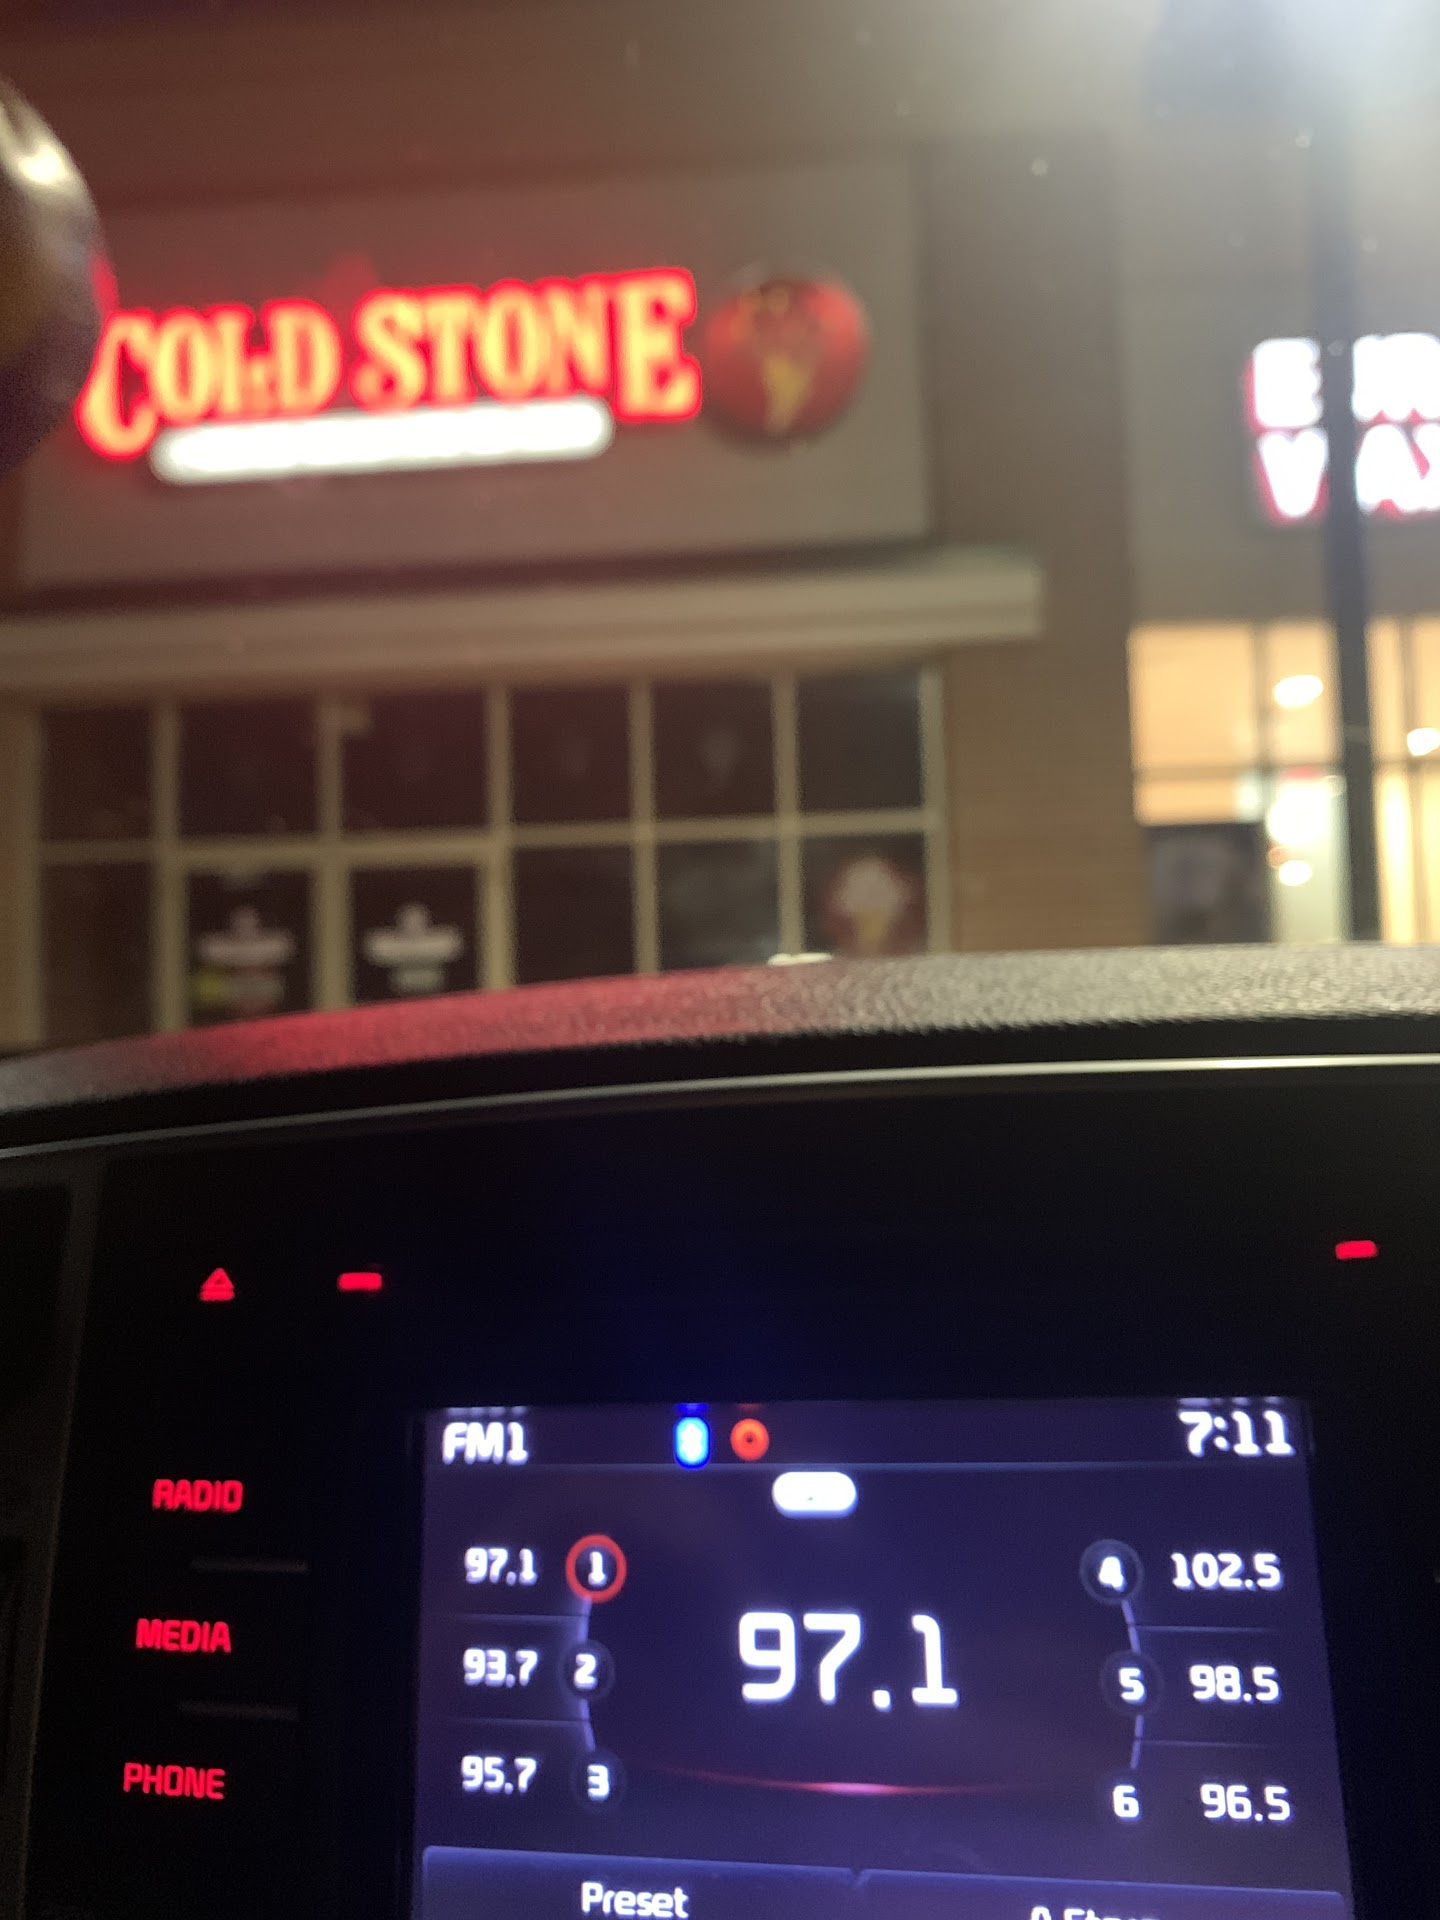 COLD STONE
WAX
FM1
7:11
RADIO
MEDIA
PHONE
97.1 1
93.7 2
95.7 3
97.1
4 102.5
5 98.5
6 96.5
Preset